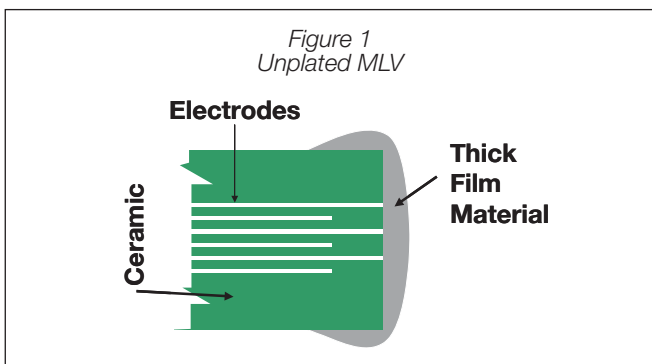 Figure 1
Unplated MLV
Electrodes
Thick
Film
Material
Ceramic